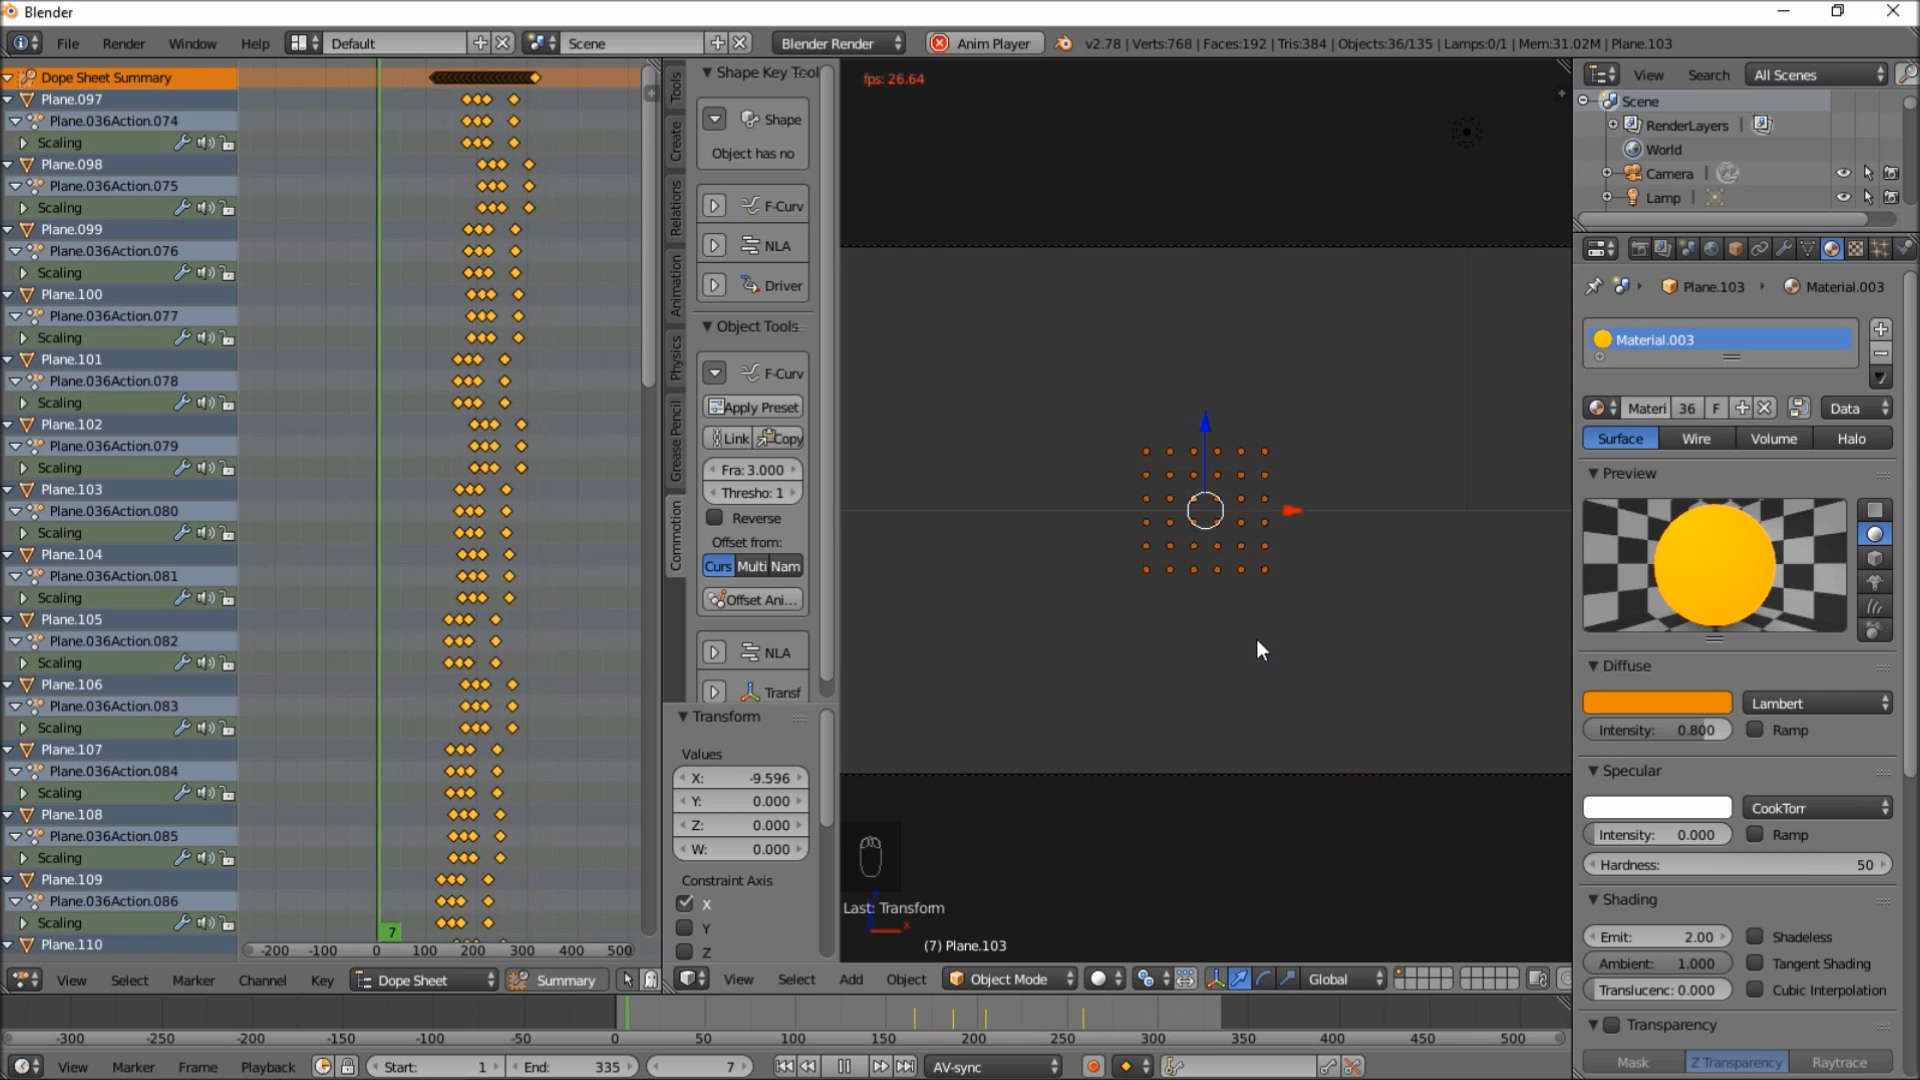 Blender
File Render Window Help Default Scene Blender Render Anim Player v2.78 | Verts:768 | Faces:192 | Tris:384 | Objects:36/135 | Lamps:0/1 | Mem:31.02M | Plane.103
Dope Sheet Summary
Plane.097
Plane.036Action.074
Scaling
Plane.098
Plane.036Action.075
Scaling
Plane.099
Plane.036Action.076
Scaling
Plane.100
Plane.036Action.077
Scaling
Plane.101
Plane.036Action.078
Scaling
Plane.102
Plane.036Action.079
Scaling
Plane.103
Plane.036Action.080
Scaling
Plane.104
Plane.036Action.081
Scaling
Plane.105
Plane.036Action.082
Scaling
Plane.106
Plane.036Action.083
Scaling
Plane.107
Plane.036Action.084
Scaling
Plane.108
Plane.036Action.085
Scaling
Plane.109
Plane.036Action.086
Scaling
Plane.110
7
-200 -100 0 100 200 300 400 500
View Select Marker Channel Key Dope Sheet Summary
Tools
Create
Relations
Animation
Physics
Grease Pencil
Commotion
Shape Key Tool
Shape
Object has no
F-Curv
NLA
Driver
Object Tools
F-Curv
Apply Preset
Link Copy
Fra: 3.000
Thresho: 1
Reverse
Offset from:
Curs Multi Nam
Offset Ani...
NLA
Transf
Transform
Values
X: -9.596
Y: 0.000
Z: 0.000
W: 0.000
Constraint Axis
X
Y
Z
fps: 26.64
Last: Transform
(7) Plane.103
View Select Add Object Object Mode Global
View Search All Scenes
Scene
RenderLayers |
World
Camera |
Lamp |
Plane.103 Material.003
Material.003
Materi 36 F Data
Surface Wire Volume Halo
Preview
Diffuse
Lambert
Intensity: 0.800 Ramp
Specular
CookTorr
Intensity: 0.000 Ramp
Hardness: 50
Shading
Emit: 2.00 Shadeless
Ambient: 1.000 Tangent Shading
Translucenc: 0.000 Cubic Interpolation
Transparency
Mask Z Transparency Raytrace
-300 -250 -200 -150 -100 -50 0 50 100 150 200 250 300 350 400 450 500
View Marker Frame Playback Start: 1 End: 335 7 AV-sync